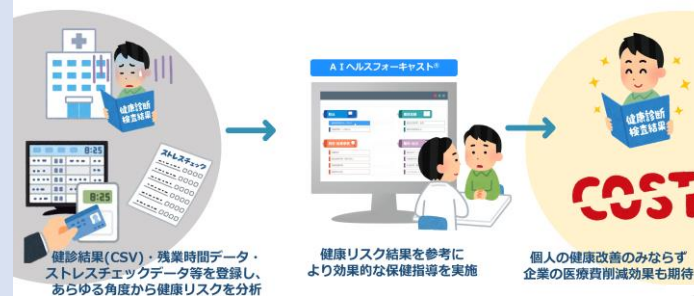 健康診断
検査結果
8:25
8:25
ストレスチェック
健診結果(CSV)・残業時間データ・
ストレスチェックデータ等を登録し、
あらゆる角度から健康リスクを分析
AIヘルスフォーキャスト®
健康リスク結果を参考に
より効果的な保健指導を実施
健康診断
検査結果
COST
個人の健康改善のみならず
企業の医療費削減効果も期待